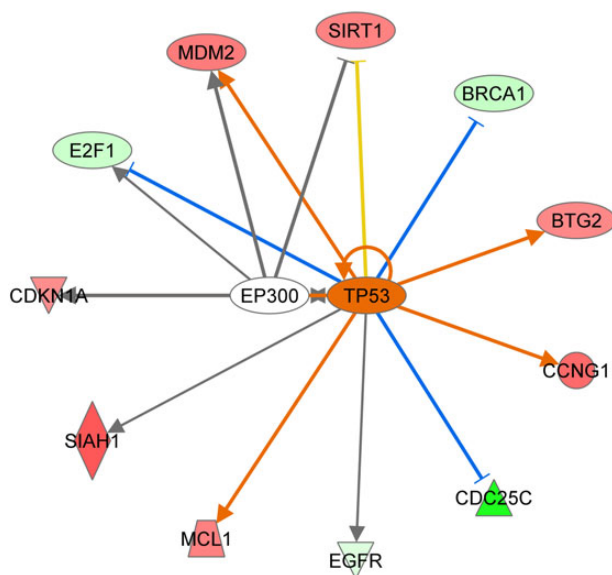 SIRT1
MDM2
BRCA1
E2F1
BTG2
CDKN1A
EP300
TP53
CCNG1
SIAH1
CDC25C
MCL1
EGFR